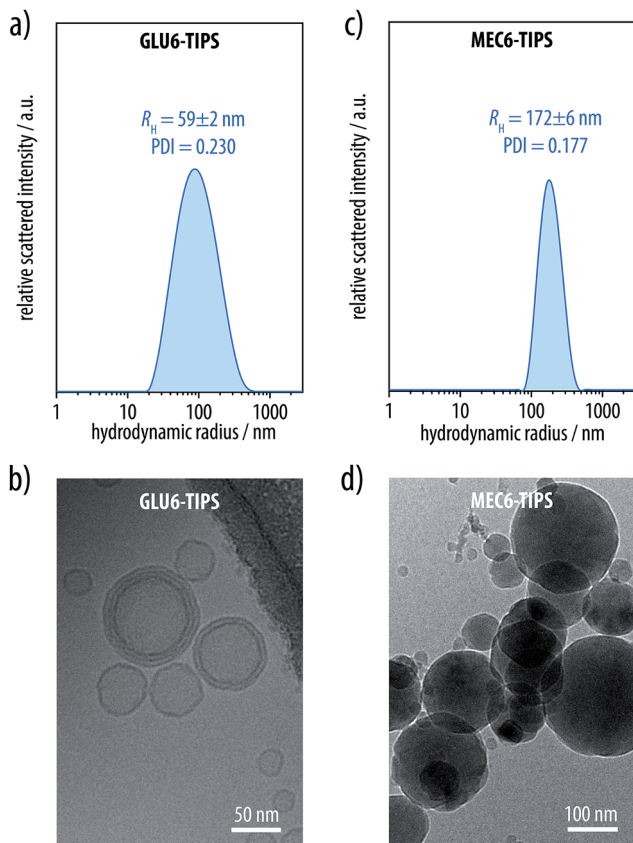 a)
GLU6-TIPS
relative scattered intensity / a.u.
R_H = 59±2 nm
PDI = 0.230
1 10 100 1000
hydrodynamic radius / nm
c)
MEC6-TIPS
relative scattered intensity / a.u.
R_H = 172±6 nm
PDI = 0.177
1 10 100 1000
hydrodynamic radius / nm
b)
GLU6-TIPS
50 nm
d)
MEC6-TIPS
100 nm